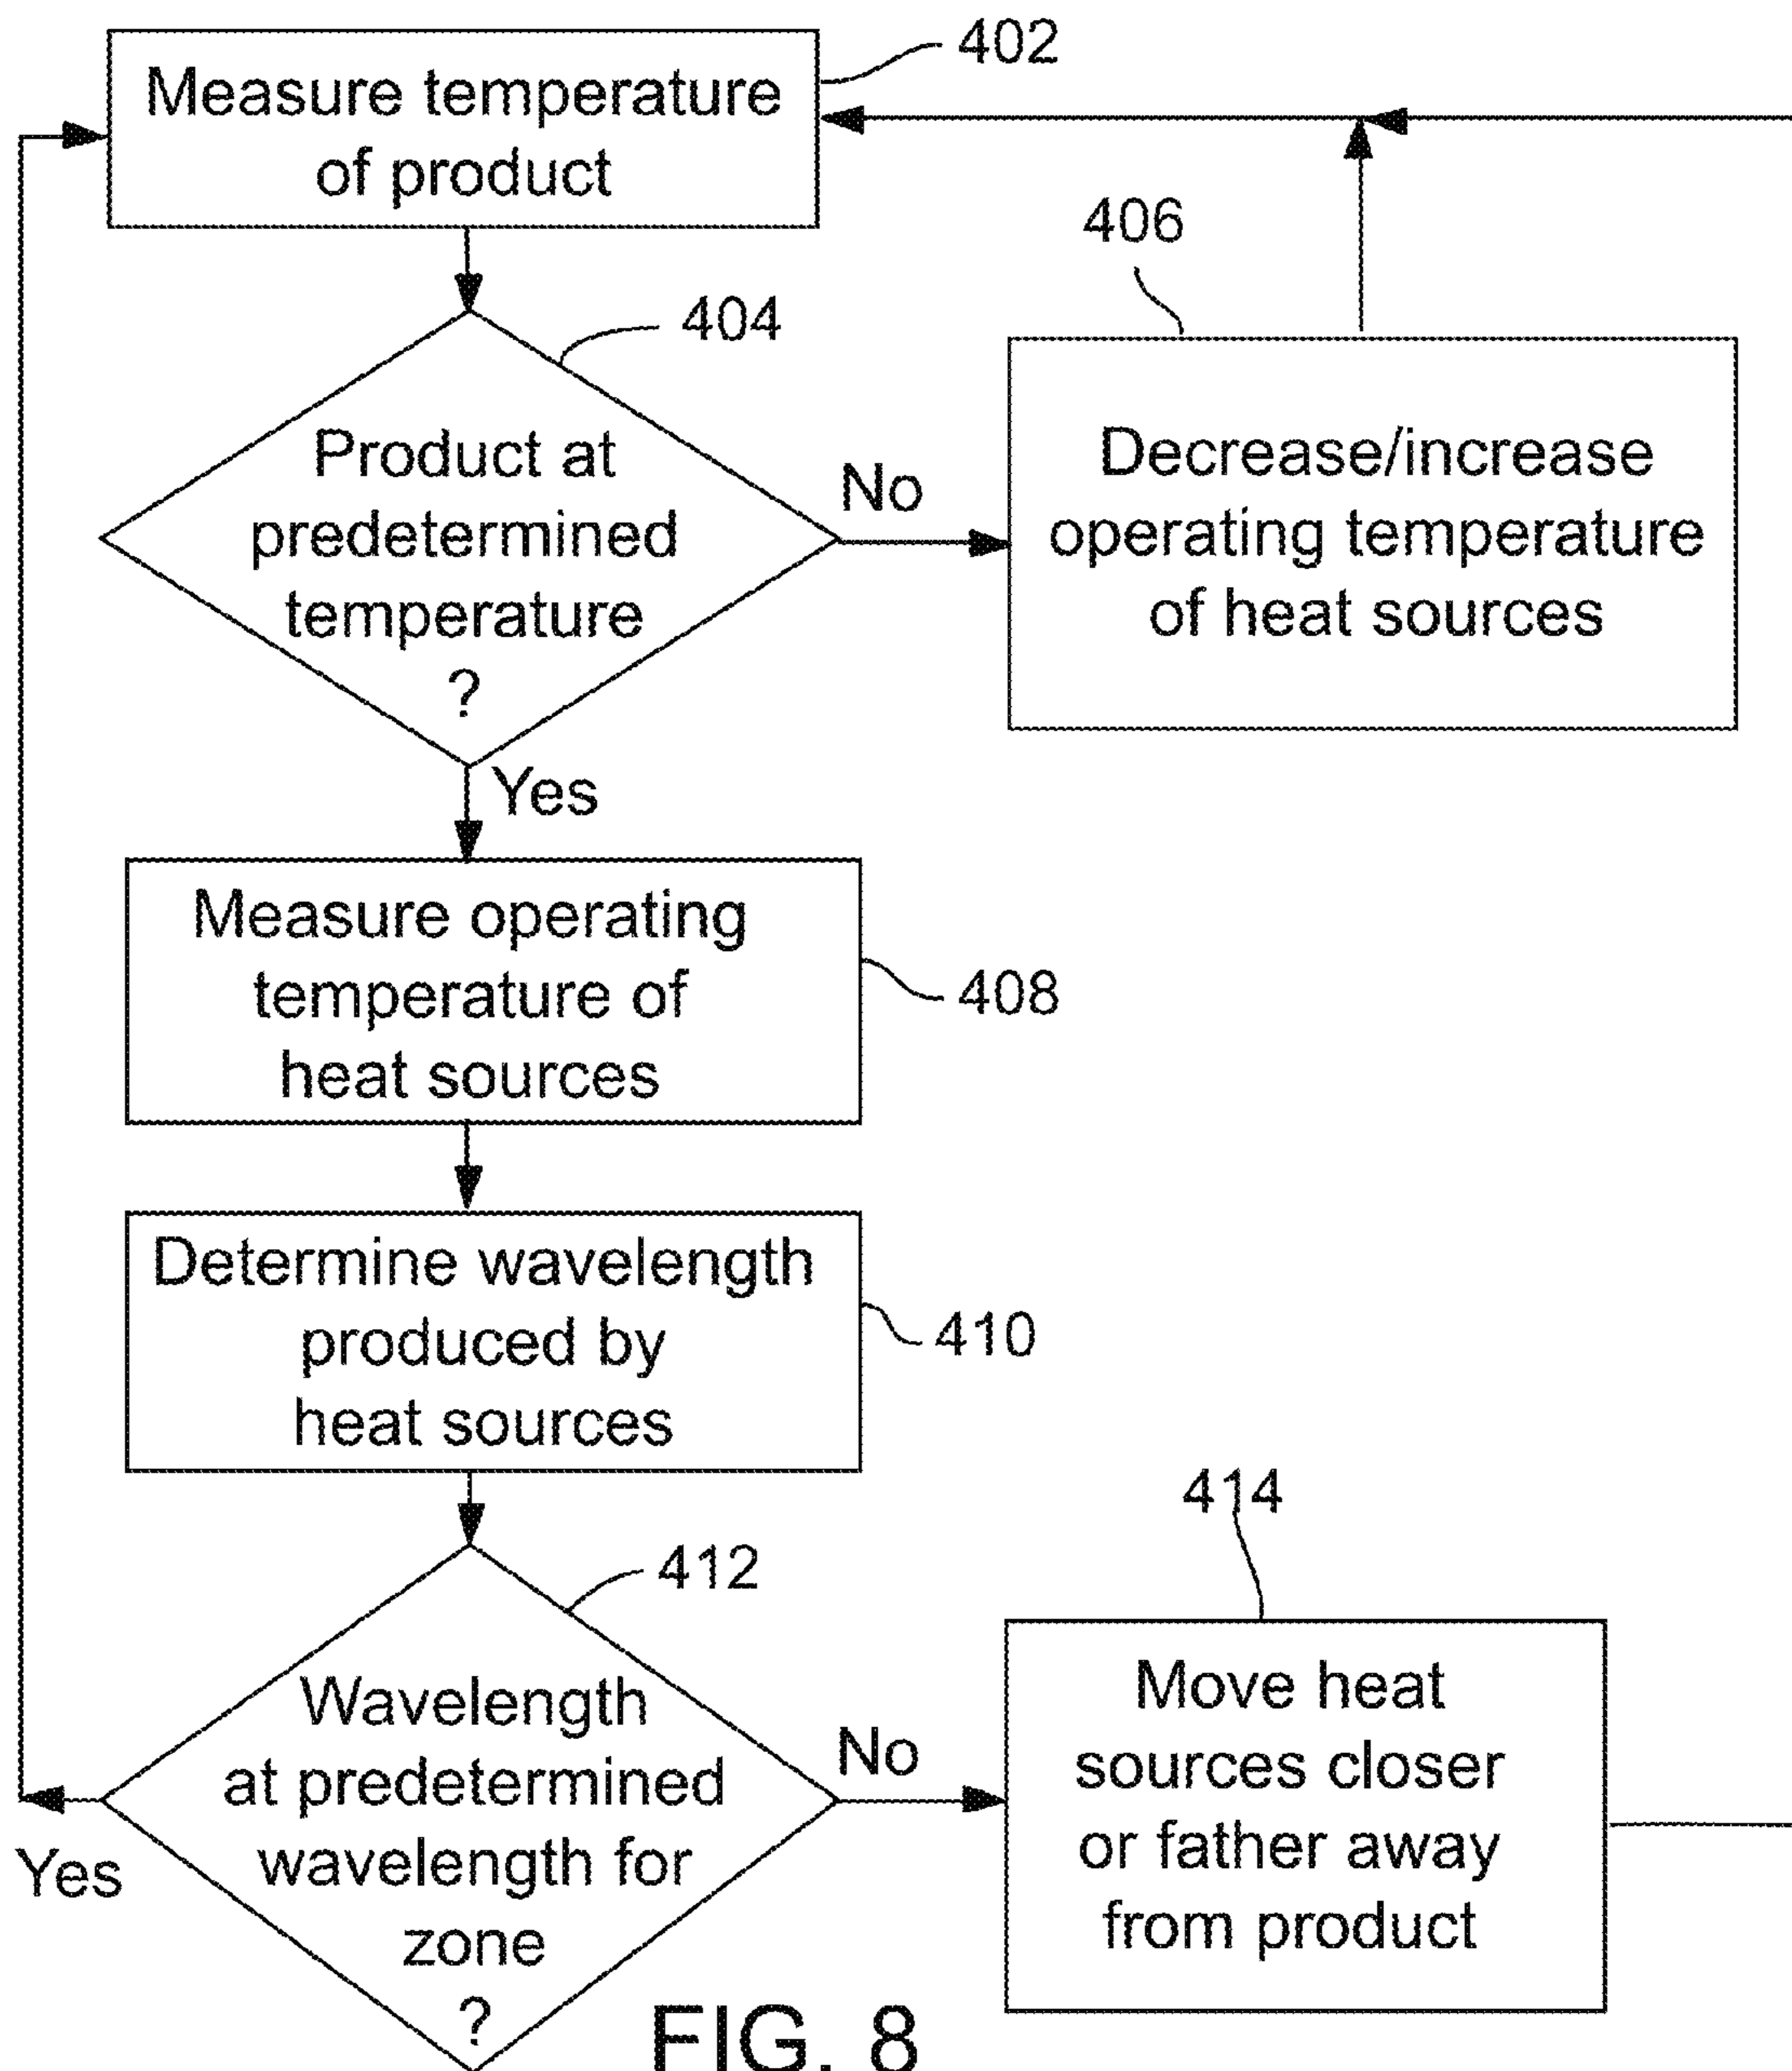 402
Measure temperature
of product
406
404
Product at
predetermined
temperature
?
No
Decrease/increase
operating temperature
of heat sources
Yes
Measure operating
temperature of
heat sources
408
Determine wavelength
produced by
heat sources
410
412
414
Wavelength
at predetermined
wavelength for
zone
?
No
Yes
Move heat
sources closer
or father away
from product
FIG. 8